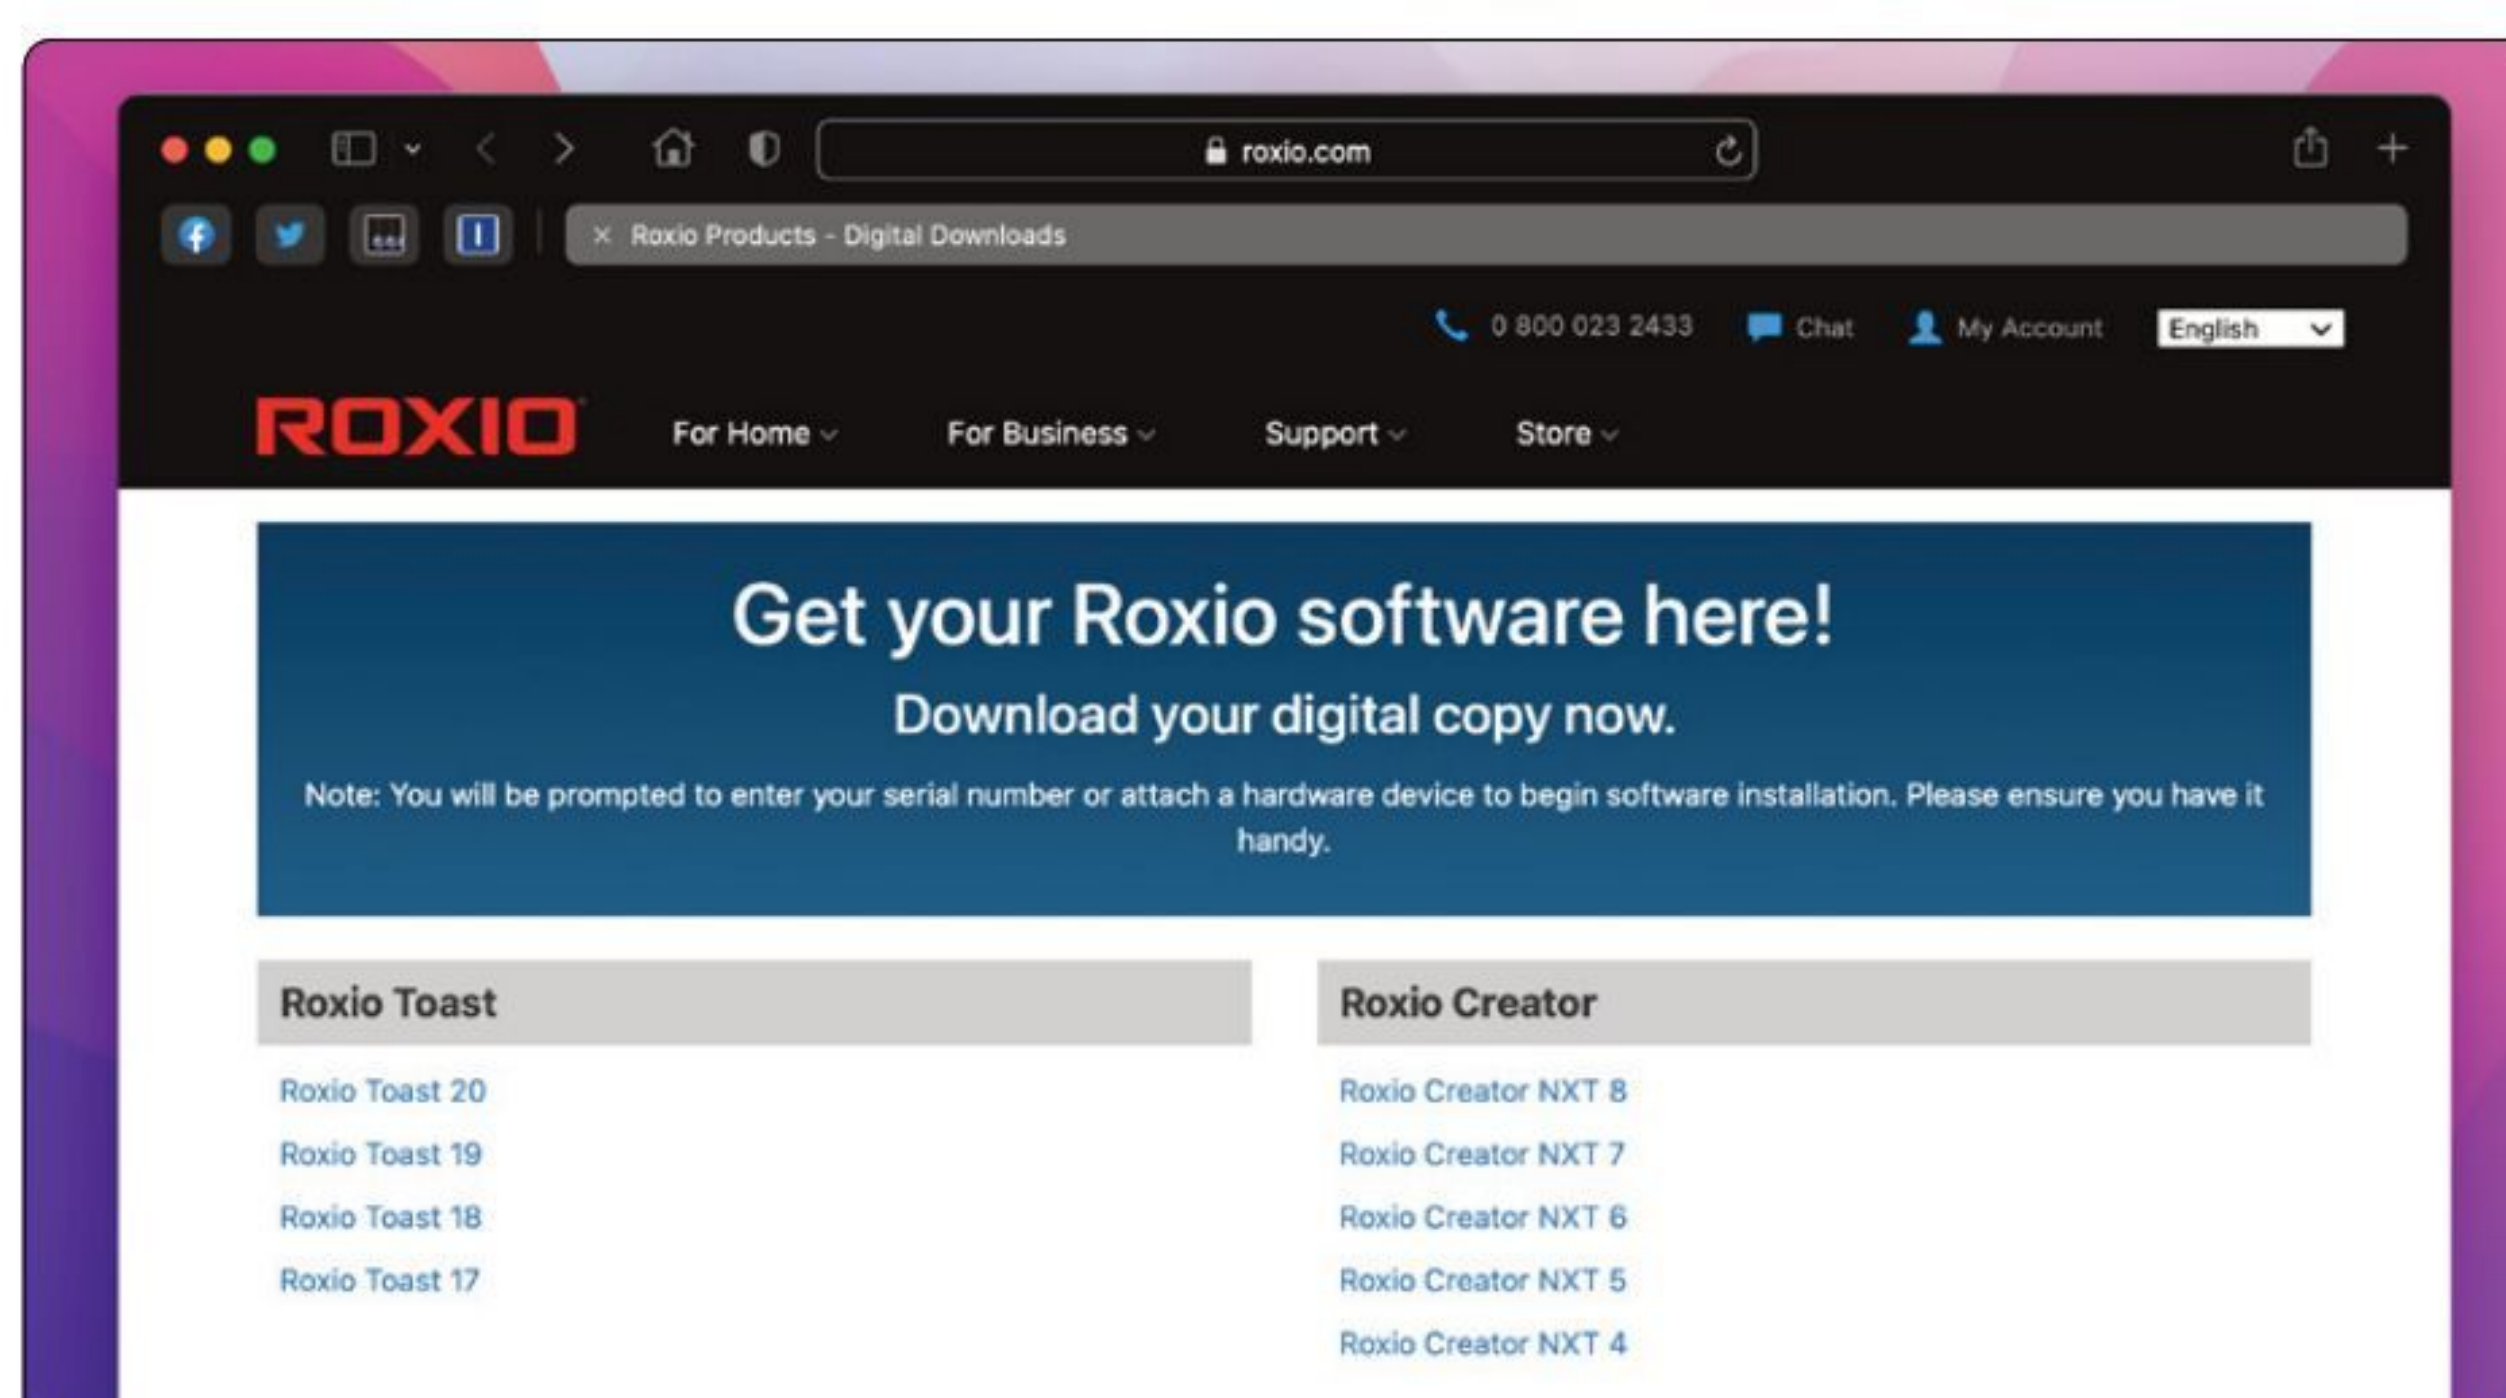 roxio.com
Roxio Products - Digital Downloads
0 800 023 2433 Chat My Account English
ROXIO For Home For Business Support Store
Get your Roxio software here!
Download your digital copy now.
Note: You will be prompted to enter your serial number or attach a hardware device to begin software installation. Please ensure you have it
handy.
Roxio Toast
Roxio Toast 20
Roxio Toast 19
Roxio Toast 18
Roxio Toast 17
Roxio Creator
Roxio Creator NXT 8
Roxio Creator NXT 7
Roxio Creator NXT 6
Roxio Creator NXT 5
Roxio Creator NXT 4